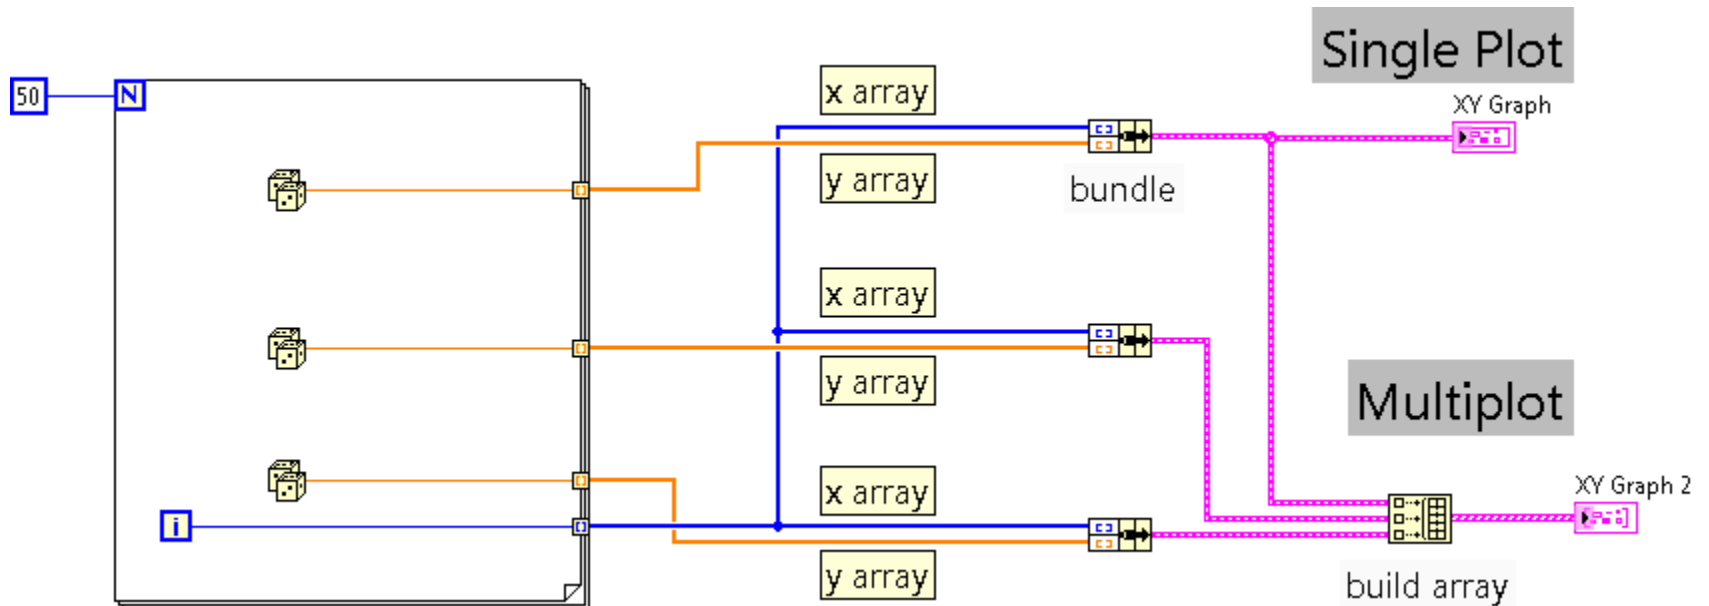 Single Plot
50
N
x array
XY Graph
y array
bundle
x array
y array
Multiplot
x array
XY Graph 2
i
y array
build array